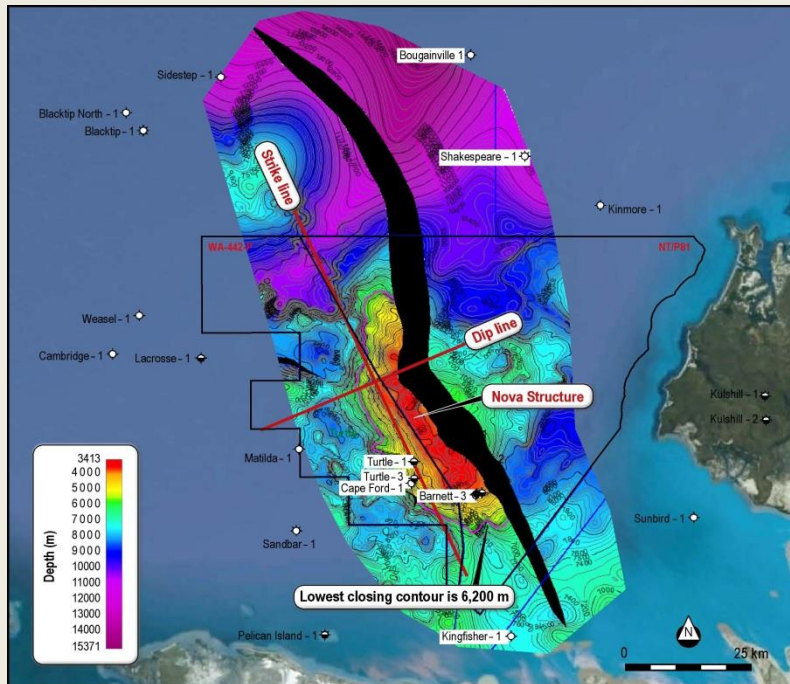 Bougainville 1
Sidestep - 1
Blacktip North - 1
Blacktip - 1
Shakespeare - 1
Strike line
Kinmore - 1
WA-442-P
NT/P81
Weasel - 1
Dip line
Cambridge - 1
Lacrosse - 1
Nova Structure
Kulshill - 1
Kulshill - 2
Matilda - 1
Turtle - 1
Turtle - 3
Cape Ford - 1
Barnett - 3
Sunbird - 1
Sandbar - 1
Lowest closing contour is 6,200 m
Pelican Island - 1
Kingfisher - 1
Depth (m)
3413
4000
5000
6000
7000
8000
9000
10000
11000
12000
13000
14000
15371
N
0
25 km